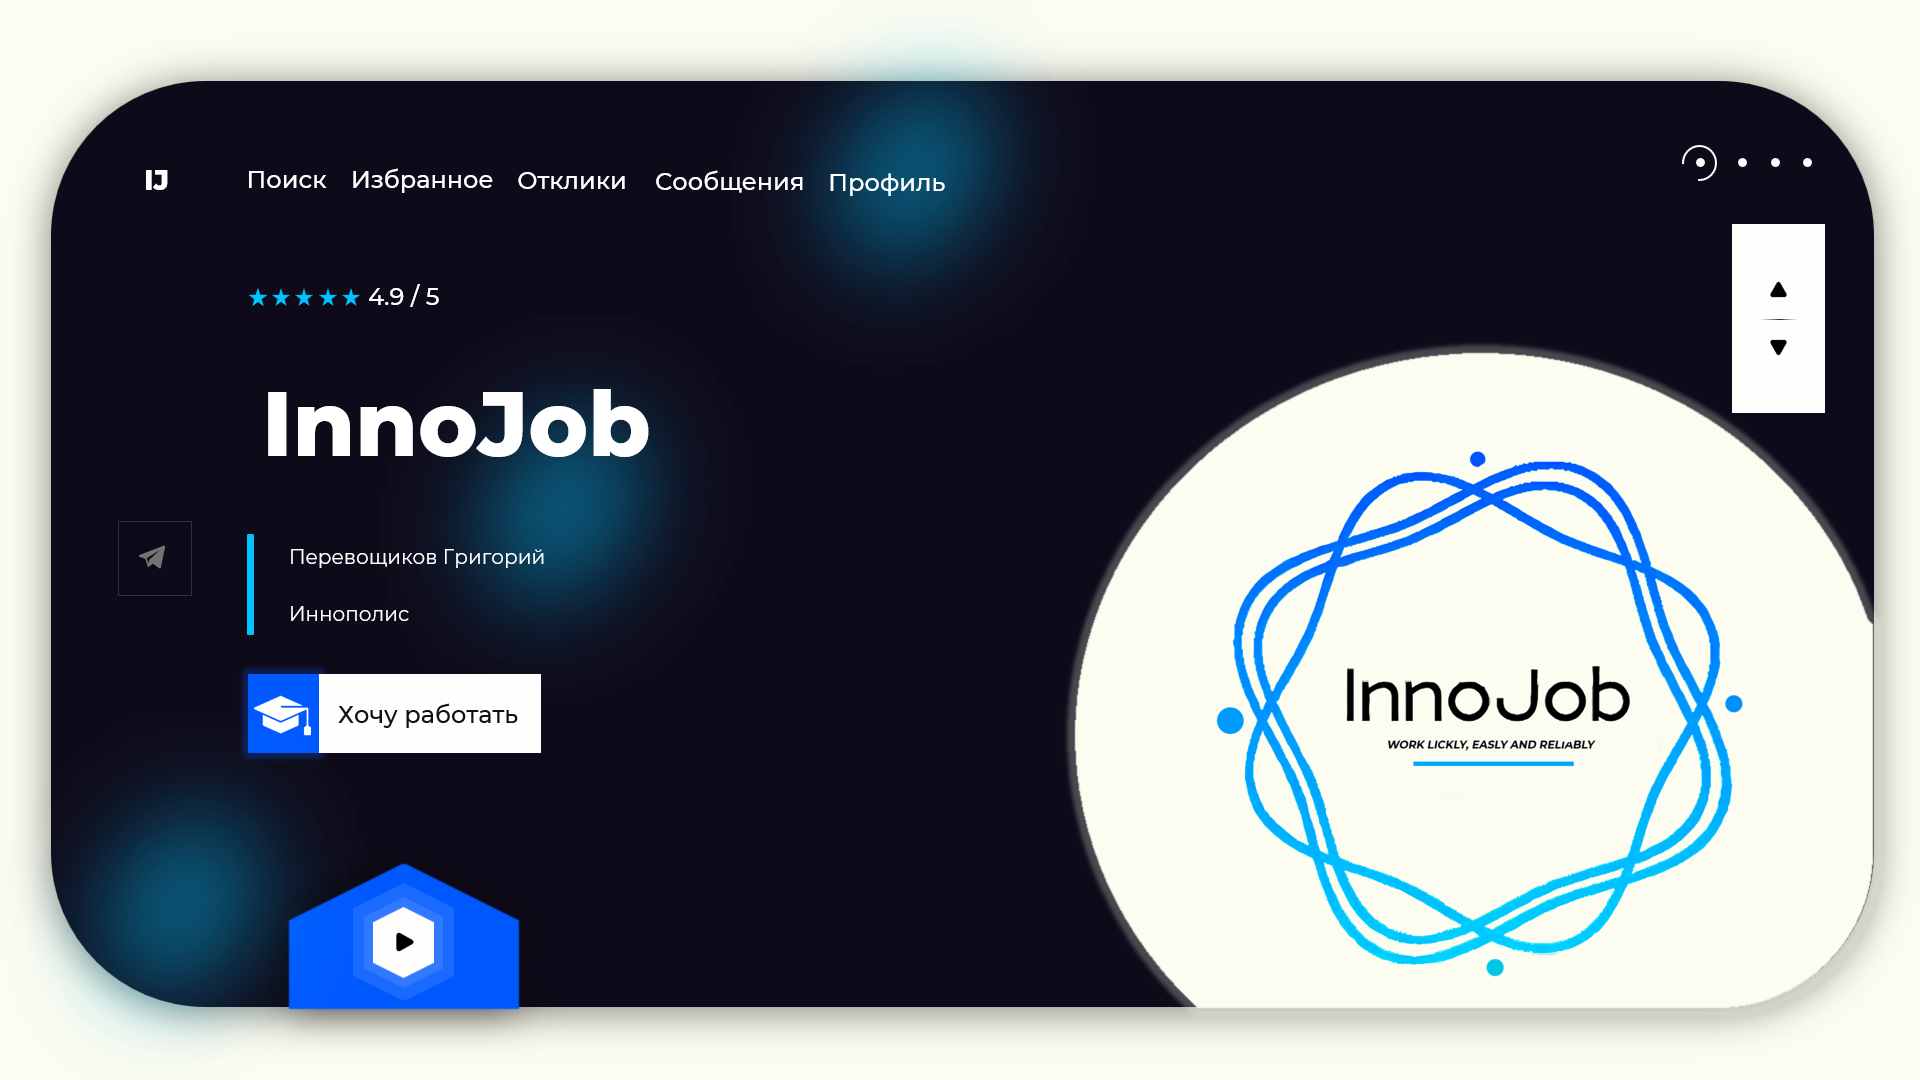 IJ
Поиск Избранное Отклики Сообщения Профиль
4.9 / 5
InnoJob
Перевощиков Григорий
Иннополис
Хочу работать
InnoJob
WORK LICKLY, EASLY AND RELIABLY